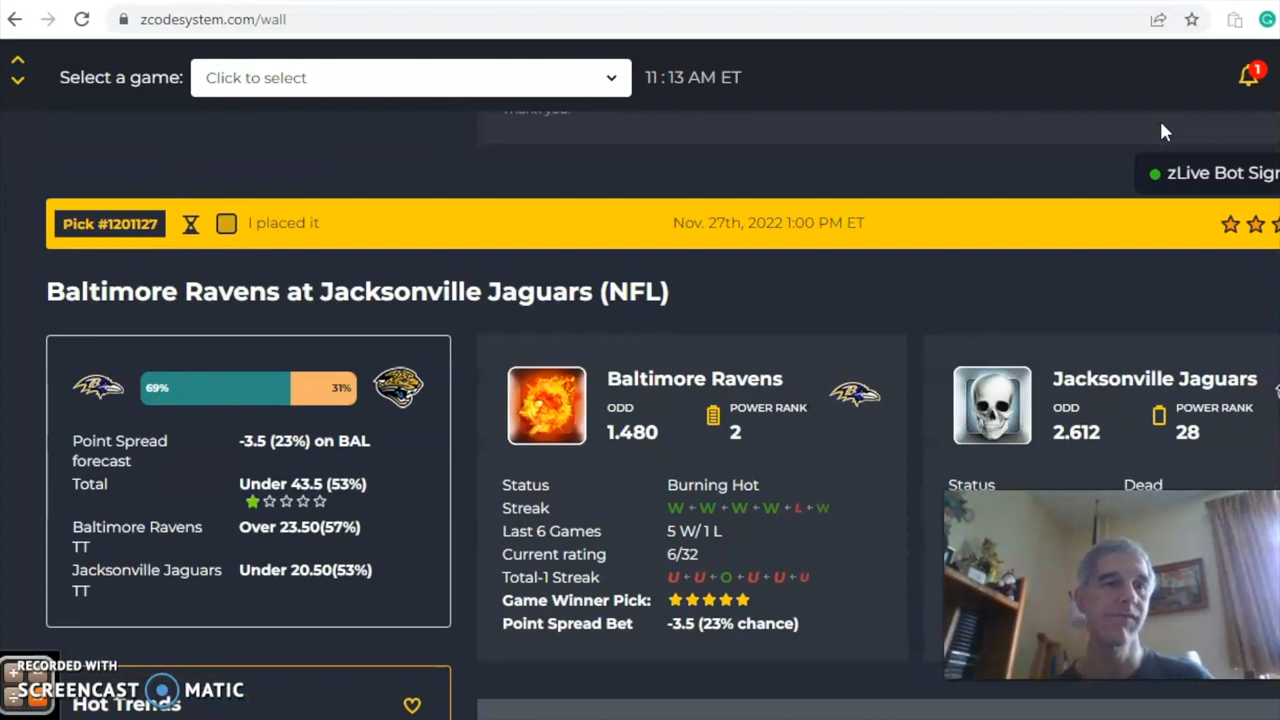 zcodesystem.com/wall
Select a game: Click to select 11:13 AM ET 1
Thank you.
zLive Bot Sigr
Pick #1201127 I placed it Nov. 27th, 2022 1:00 PM ET
Baltimore Ravens at Jacksonville Jaguars (NFL)
69% 31%
Point Spread forecast -3.5 (23%) on BAL
Total Under 43.5 (53%)
Baltimore Ravens TT Over 23.50(57%)
Jacksonville Jaguars TT Under 20.50(53%)
Baltimore Ravens
ODD POWER RANK
1.480 2
Status Burning Hot
Streak W W W W L W
Last 6 Games 5 W/ 1 L
Current rating 6/32
Total-1 Streak U U O U U U
Game Winner Pick:
Point Spread Bet -3.5 (23% chance)
Jacksonville Jaguars
ODD POWER RANK
2.612 28
Status Dead
RECORDED WITH
SCREENCAST MATIC
Hot Trends